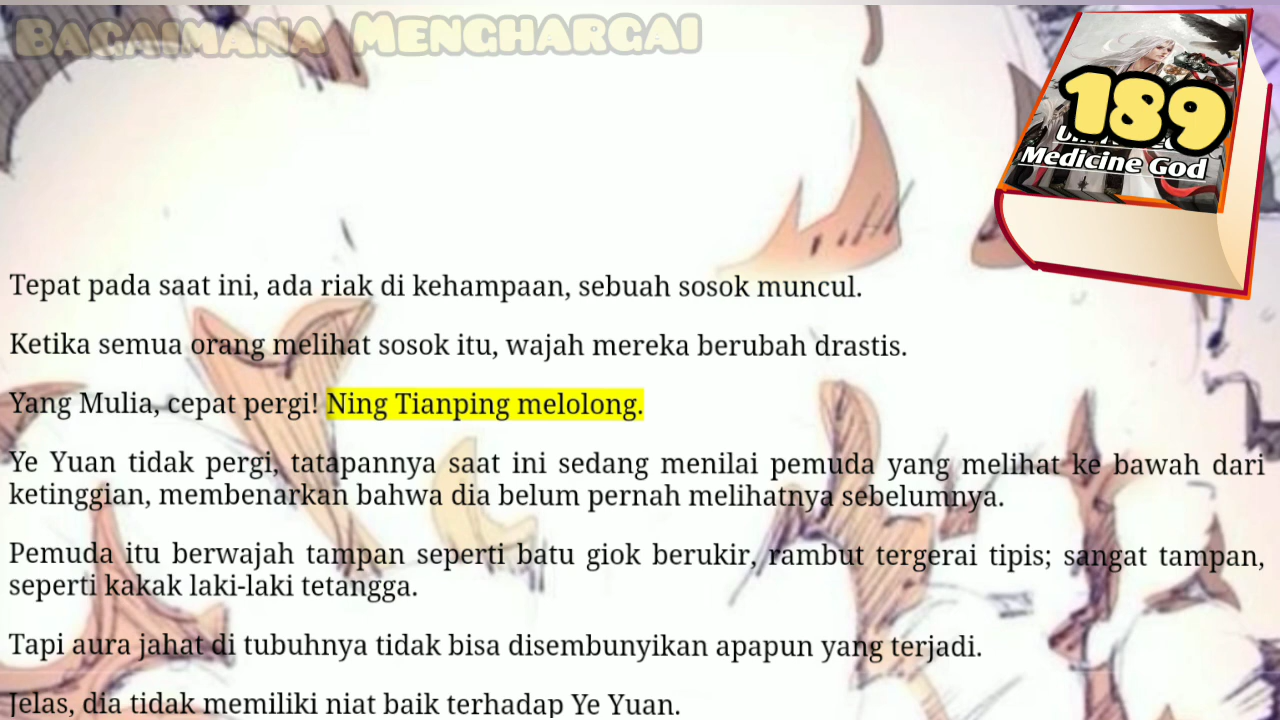 Bagaimana Menghargai
189
Medicine God
Tepat pada saat ini, ada riak di kehampaan, sebuah sosok muncul.
Ketika semua orang melihat sosok itu, wajah mereka berubah drastis.
Yang Mulia, cepat pergi! Ning Tianping melolong.
Ye Yuan tidak pergi, tatapannya saat ini sedang menilai pemuda yang melihat ke bawah dari
ketinggian, membenarkan bahwa dia belum pernah melihatnya sebelumnya.
Pemuda itu berwajah tampan seperti batu giok berukir, rambut tergerai tipis; sangat tampan,
seperti kakak laki-laki tetangga.
Tapi aura jahat di tubuhnya tidak bisa disembunyikan apapun yang terjadi.
Jelas, dia tidak memiliki niat baik terhadap Ye Yuan.